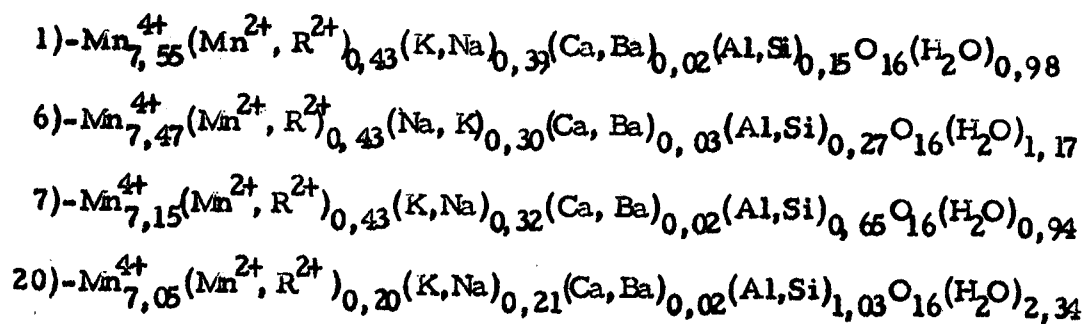 1)-Mn⁴⁺₇,₅₅(Mn²⁺, R²⁺)₀,₄₃(K,Na)₀,₃₉(Ca,Ba)₀,₀₂(Al,Si)₀,₁₅O₁₆(H₂O)₀,₉₈
6)-Mn⁴⁺₇,₄₇(Mn²⁺, R²⁺)₀,₄₃(Na, K)₀,₃₀(Ca, Ba)₀,₀₃(Al,Si)₀,₂₇O₁₆(H₂O)₁,₁₇
7)-Mn⁴⁺₇,₁₅(Mn²⁺, R²⁺)₀,₄₃(K,Na)₀,₃₂(Ca, Ba)₀,₀₂(Al,Si)₀,₆₅O₁₆(H₂O)₀,₉₄
20)-Mn⁴⁺₇,₀₅(Mn²⁺, R²⁺)₀,₂₀(K,Na)₀,₂₁(Ca,Ba)₀,₀₂(Al,Si)₁,₀₃O₁₆(H₂O)₂,₃₄